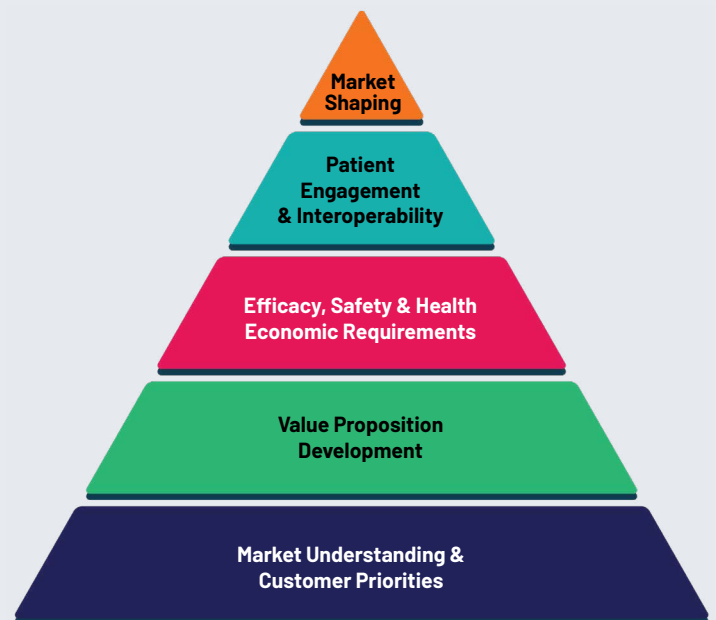 Market
Shaping
Patient
Engagement
& Interoperability
Efficacy, Safety & Health
Economic Requirements
Value Proposition
Development
Market Understanding &
Customer Priorities